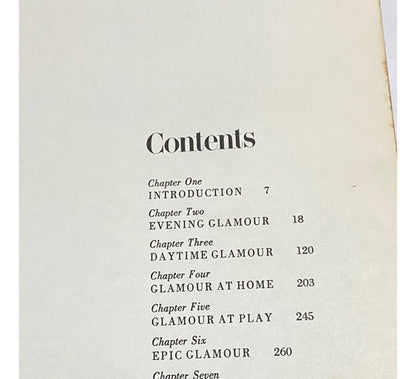 Contents
Chapter One
INTRODUCTION 7
Chapter Two
EVENING GLAMOUR 18
Chapter Three
DAYTIME GLAMOUR 120
Chapter Four
GLAMOUR AT HOME 203
Chapter Five
GLAMOUR AT PLAY 245
Chapter Six
EPIC GLAMOUR 260
Chapter Seven